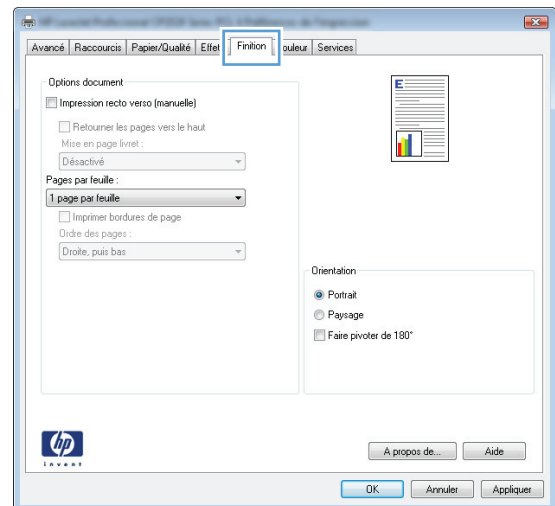 Avancé Raccourcis Papier/Qualité Effet Finition ouleur Services
Options document
Impression recto verso (manuelle)
Retourner les pages vers le haut
Mise en page livret :
Désactivé
Pages par feuille :
1 page par feuille
Imprimer bordures de page
Ordre des pages :
Droite, puis bas
E
Orientation
Portrait
Paysage
Faire pivoter de 180°
hp
invent
A propos de... Aide
OK Annuler Appliquer